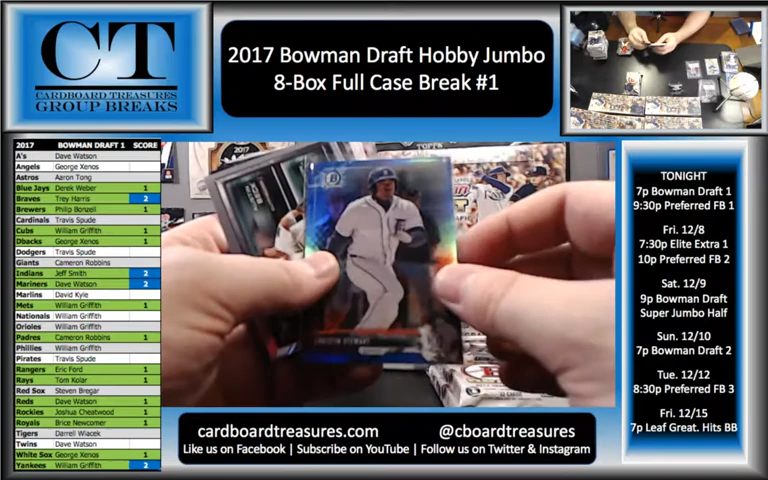 CT
CARDBOARD TREASURES
GROUP BREAKS
2017 Bowman Draft Hobby Jumbo
8-Box Full Case Break #1
2017 BOWMAN DRAFT 1 SCORE
A's Dave Watson
Angels George Xenos
Astros Aaron Tong
Blue Jays Derek Weber 1
Braves Trey Harris 2
Brewers Philip Bonzell 1
Cardinals Travis Spude
Cubs William Griffith 1
Dbacks George Xenos 1
Dodgers Travis Spude
Giants Cameron Robbins
Indians Jeff Smith 2
Mariners Dave Watson 2
Marlins David Kyle
Mets William Griffith 1
Nationals William Griffith
Orioles William Griffith
Padres Cameron Robbins 1
Phillies William Griffith
Pirates Travis Spude
Rangers Eric Ford 1
Rays Tom Kolar 1
Red Sox Steven Bregar
Reds Dave Watson 1
Rockies Joshua Cheatwood 1
Royals Brice Newcomer 1
Tigers Darrell Wiacek
Twins Dave Watson
White Sox George Xenos 1
Yankees William Griffith 2
2017
TOPPS
TONIGHT
7p Bowman Draft 1
9:30p Preferred FB 1
Fri. 12/8
7:30p Elite Extra 1
10p Preferred FB 2
Sat. 12/9
9p Bowman Draft
Super Jumbo Half
Sun. 12/10
7p Bowman Draft 2
Tue. 12/12
8:30p Preferred FB 3
Fri. 12/15
7p Leaf Great. Hits BB
cardboardtreasures.com @cboardtreasures
Like us on Facebook | Subscribe on YouTube | Follow us on Twitter & Instagram